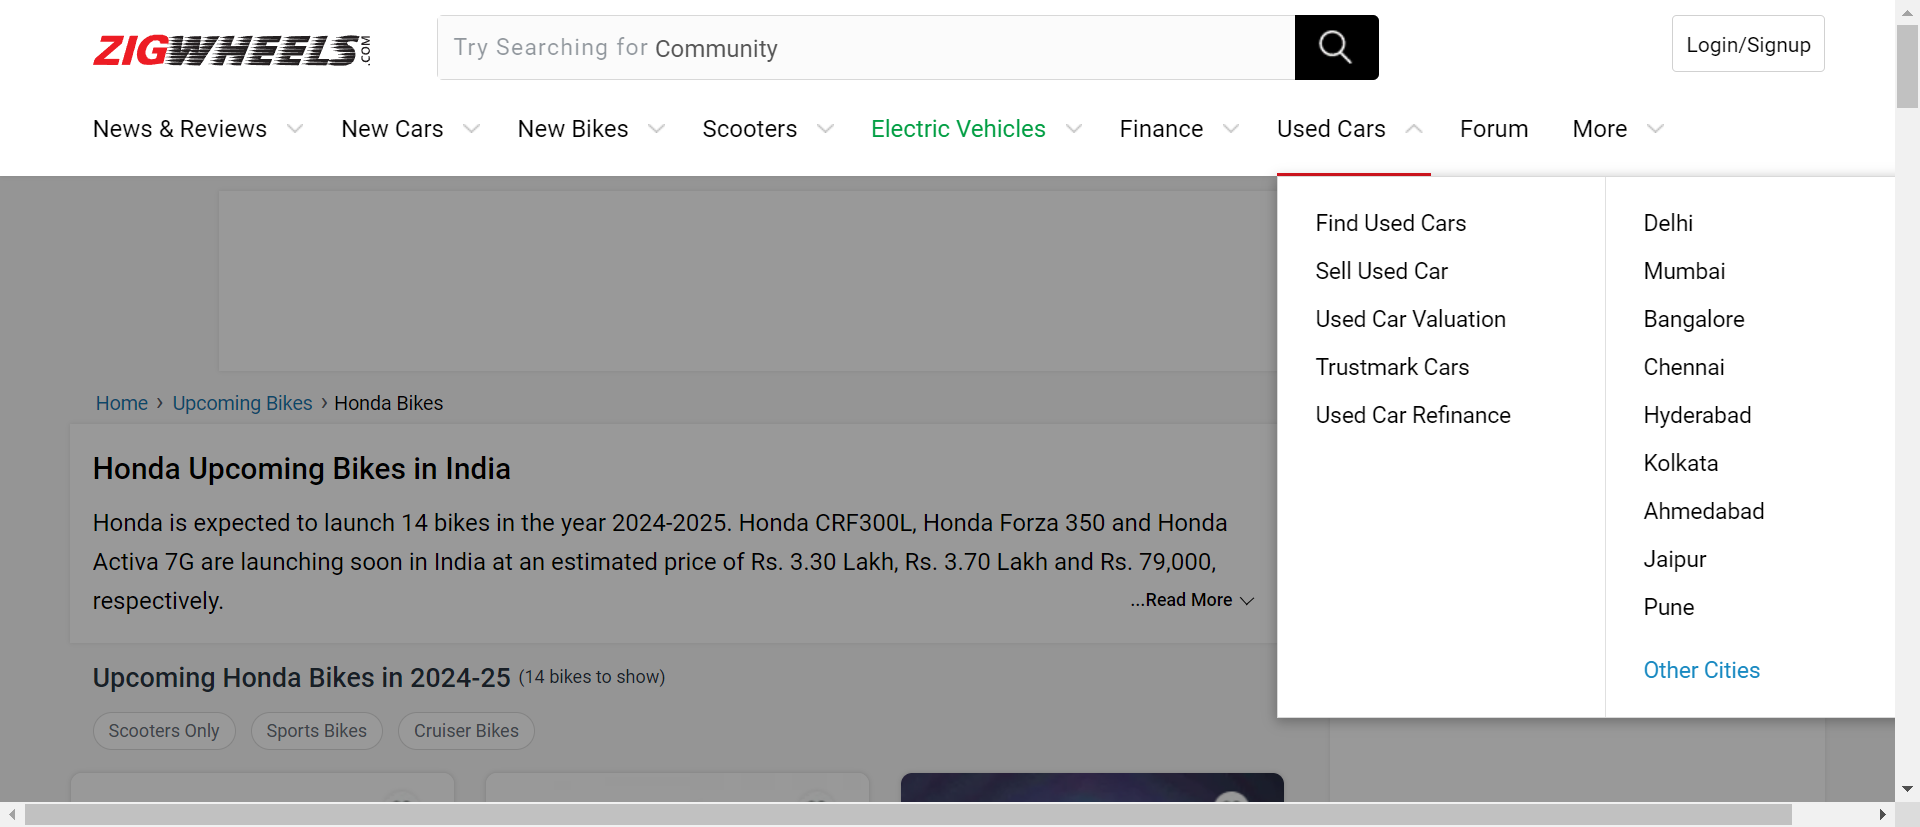 ZIGWHEELS.COM
Try Searching for Community
Login/Signup
News & Reviews
New Cars
New Bikes
Scooters
Electric Vehicles
Finance
Used Cars
Forum
More
Find Used Cars
Sell Used Car
Used Car Valuation
Trustmark Cars
Used Car Refinance
Delhi
Mumbai
Bangalore
Chennai
Hyderabad
Kolkata
Ahmedabad
Jaipur
Pune
Other Cities
Home › Upcoming Bikes › Honda Bikes
Honda Upcoming Bikes in India
Honda is expected to launch 14 bikes in the year 2024-2025. Honda CRF300L, Honda Forza 350 and Honda
Activa 7G are launching soon in India at an estimated price of Rs. 3.30 Lakh, Rs. 3.70 Lakh and Rs. 79,000,
respectively.
...Read More
Upcoming Honda Bikes in 2024-25 (14 bikes to show)
Scooters Only
Sports Bikes
Cruiser Bikes